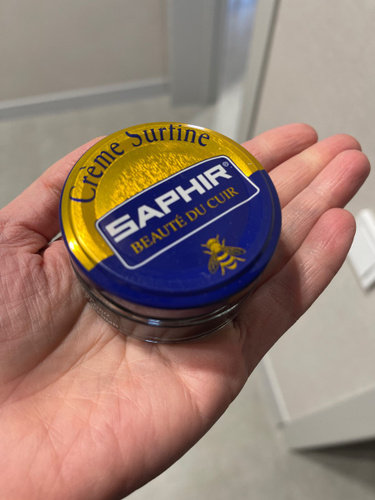 Crème Surfine
SAPHIR®
BEAUTÉ DU CUIR